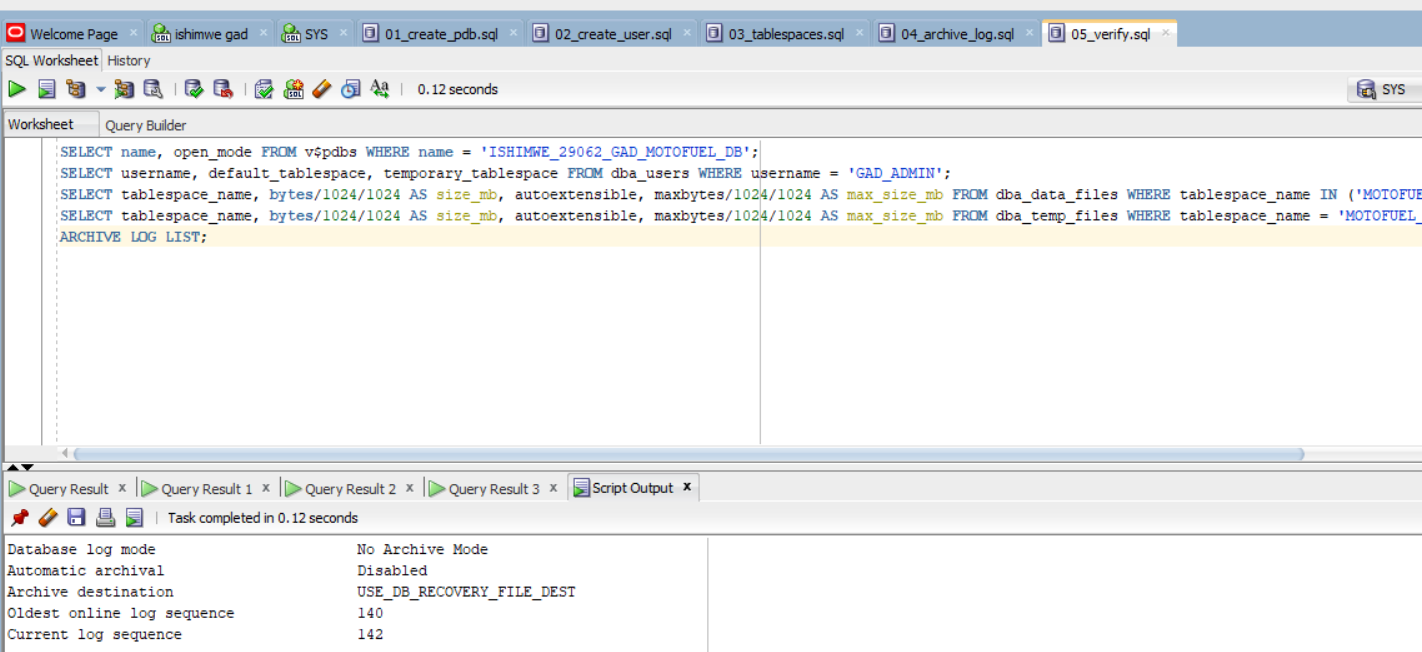 Welcome Page ishimwe gad SYS 01_create_pdb.sql 02_create_user.sql 03_tablespaces.sql 04_archive_log.sql 05_verify.sql
SQL Worksheet History
0.12 seconds SYS
Worksheet Query Builder
SELECT name, open_mode FROM v$pdbs WHERE name = 'ISHIMWE_29062_GAD_MOTOFUEL_DB';
SELECT username, default_tablespace, temporary_tablespace FROM dba_users WHERE username = 'GAD_ADMIN';
SELECT tablespace_name, bytes/1024/1024 AS size_mb, autoextensible, maxbytes/1024/1024 AS max_size_mb FROM dba_data_files WHERE tablespace_name IN ('MOTOFUE
SELECT tablespace_name, bytes/1024/1024 AS size_mb, autoextensible, maxbytes/1024/1024 AS max_size_mb FROM dba_temp_files WHERE tablespace_name = 'MOTOFUEL_
ARCHIVE LOG LIST;
Query Result x Query Result 1 x Query Result 2 x Query Result 3 x Script Output x
Task completed in 0.12 seconds
Database log mode No Archive Mode
Automatic archival Disabled
Archive destination USE_DB_RECOVERY_FILE_DEST
Oldest online log sequence 140
Current log sequence 142